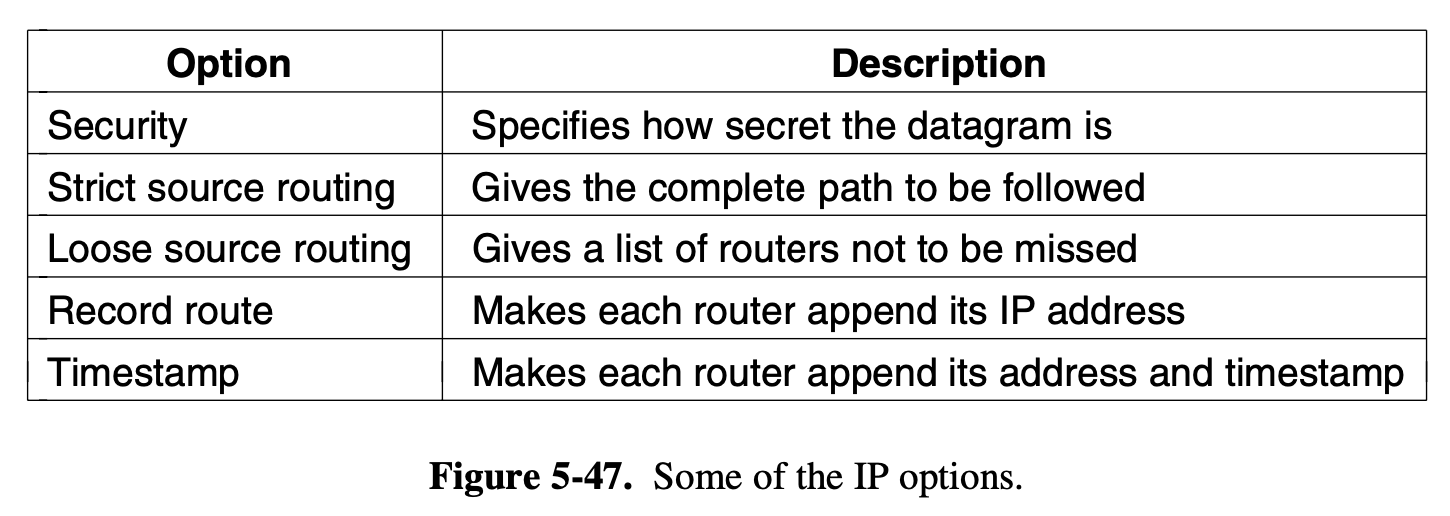 Option Description
Security Specifies how secret the datagram is
Strict source routing Gives the complete path to be followed
Loose source routing Gives a list of routers not to be missed
Record route Makes each router append its IP address
Timestamp Makes each router append its address and timestamp
Figure 5-47. Some of the IP options.